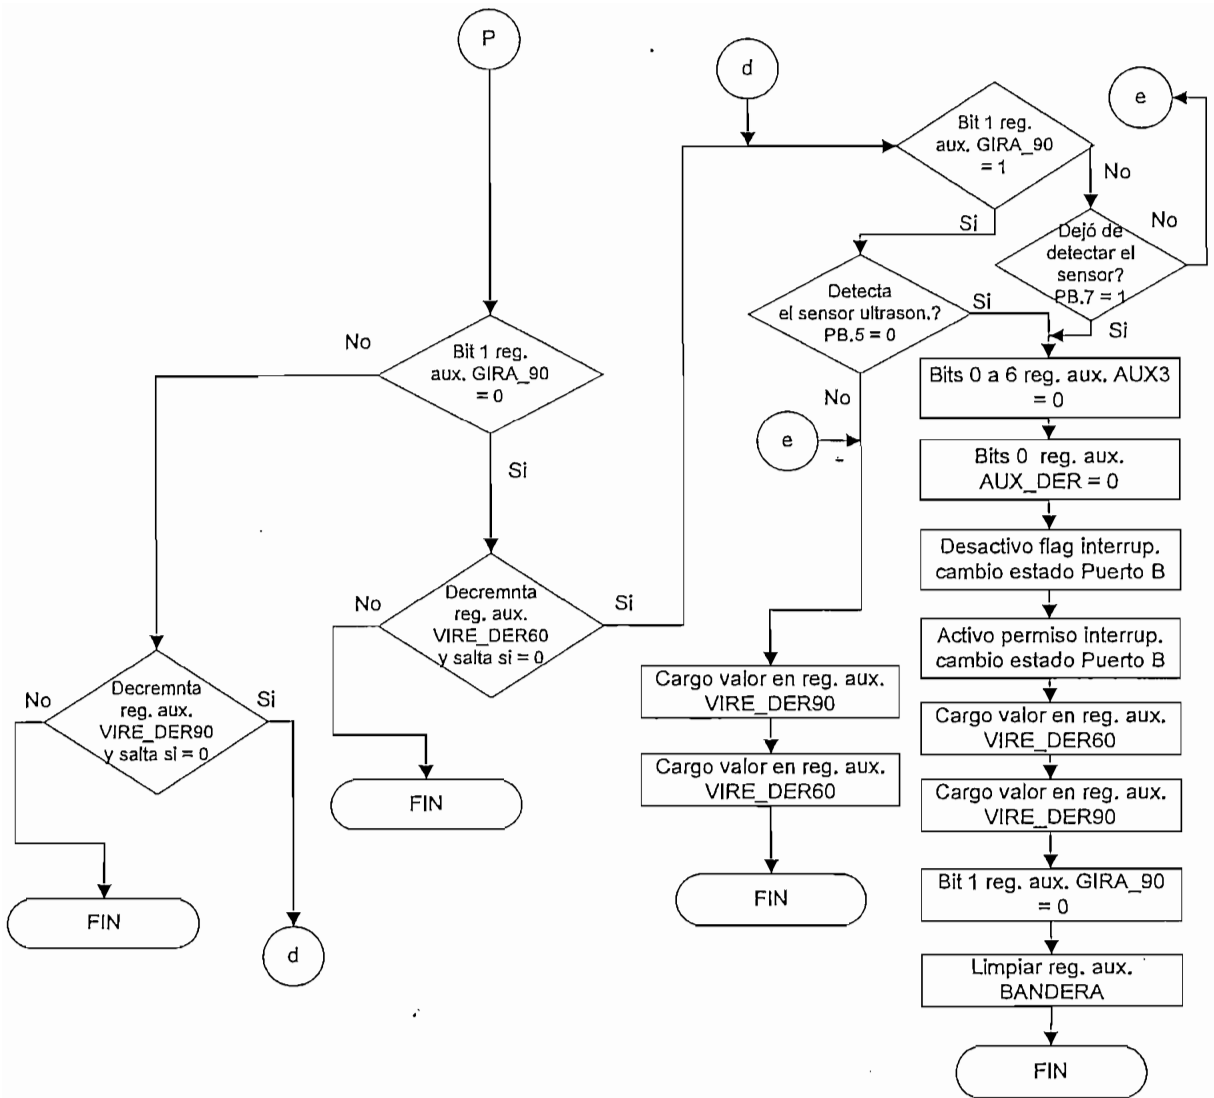 P
d
e
Bit 1 reg.
aux. GIRA_90
= 1
No
Si
Dejó de
detectar el
sensor?
PB.7 = 1
No
Si
Detecta
el sensor ultrason.?
PB.5 = 0
Si
No
e
No
Bit 1 reg.
aux. GIRA_90
= 0
Si
Bits 0 a 6 reg. aux. AUX3
= 0
Bits 0 reg. aux.
AUX_DER = 0
Desactivo flag interrup.
cambio estado Puerto B
Activo permiso interrup.
cambio estado Puerto B
Cargo valor en reg. aux.
VIRE_DER60
Cargo valor en reg. aux.
VIRE_DER90
Bit 1 reg. aux. GIRA_90
= 0
Limpiar reg. aux.
BANDERA
FIN
No
Decremnta
reg. aux.
VIRE_DER60
y salta si = 0
Si
FIN
Cargo valor en reg. aux.
VIRE_DER90
Cargo valor en reg. aux.
VIRE_DER60
FIN
No
Decremnta
reg. aux.
VIRE_DER90
y salta si = 0
Si
FIN
d